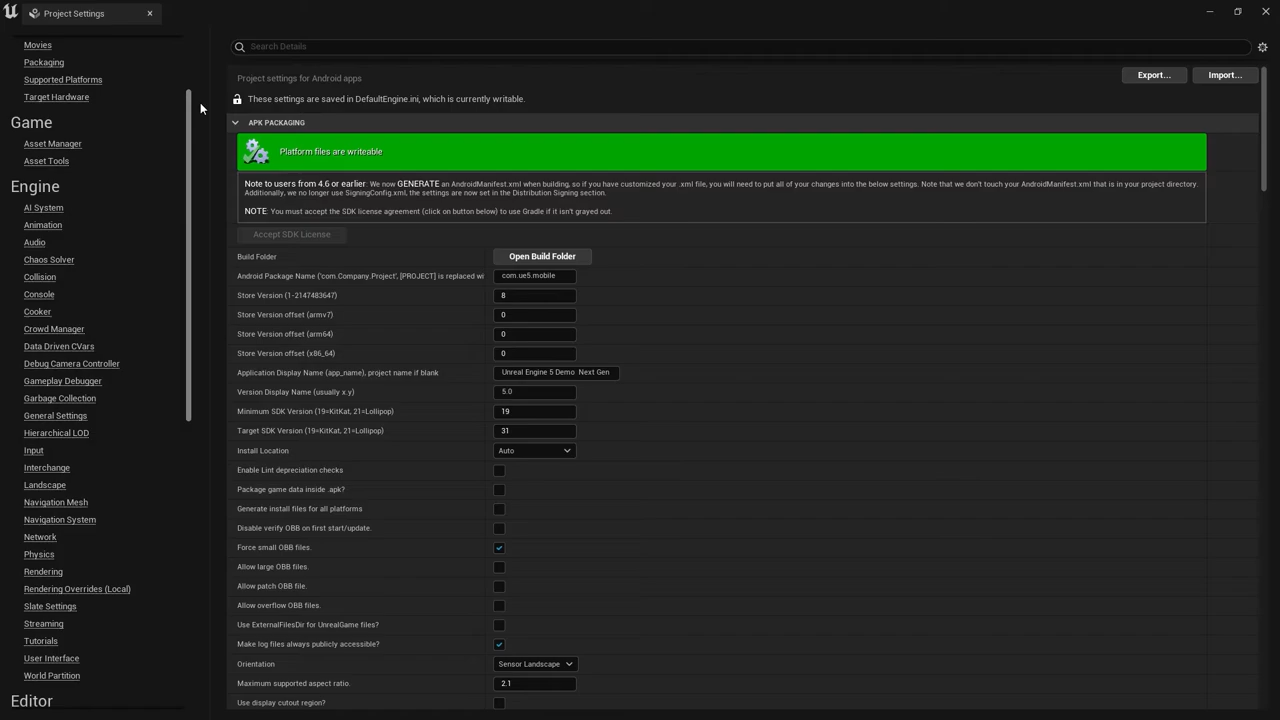 Project Settings
Movies
Packaging
Supported Platforms
Target Hardware
Game
Asset Manager
Asset Tools
Engine
AI System
Animation
Audio
Chaos Solver
Collision
Console
Cooker
Crowd Manager
Data Driven CVars
Debug Camera Controller
Gameplay Debugger
Garbage Collection
General Settings
Hierarchical LOD
Input
Interchange
Landscape
Navigation Mesh
Navigation System
Network
Physics
Rendering
Rendering Overrides (Local)
Slate Settings
Streaming
Tutorials
User Interface
World Partition
Editor
Search Details
Project settings for Android apps
Export...
Import...
These settings are saved in DefaultEngine.ini, which is currently writable.
APK PACKAGING
Platform files are writeable
Note to users from 4.6 or earlier: We now GENERATE an AndroidManifest.xml when building, so if you have customized your .xml file, you will need to put all of your changes into the below settings. Note that we don't touch your AndroidManifest.xml that is in your project directory.
Additionally, we no longer use SigningConfig.xml, the settings are now set in the Distribution Signing section.
NOTE: You must accept the SDK license agreement (click on button below) to use Gradle if it isn't grayed out.
Accept SDK License
Build Folder
Open Build Folder
Android Package Name ('com.Company.Project', [PROJECT] is replaced wi
com.ue5.mobile
Store Version (1-2147483647)
8
Store Version offset (armv7)
0
Store Version offset (arm64)
0
Store Version offset (x86_64)
0
Application Display Name (app_name), project name if blank
Unreal Engine 5 Demo Next Gen
Version Display Name (usually x.y)
5.0
Minimum SDK Version (19=KitKat, 21=Lollipop)
19
Target SDK Version (19=KitKat, 21=Lollipop)
31
Install Location
Auto
Enable Lint depreciation checks
Package game data inside .apk?
Generate install files for all platforms
Disable verify OBB on first start/update.
Force small OBB files.
Allow large OBB files.
Allow patch OBB file.
Allow overflow OBB files.
Use ExternalFilesDir for UnrealGame files?
Make log files always publicly accessible?
Orientation
Sensor Landscape
Maximum supported aspect ratio.
2.1
Use display cutout region?